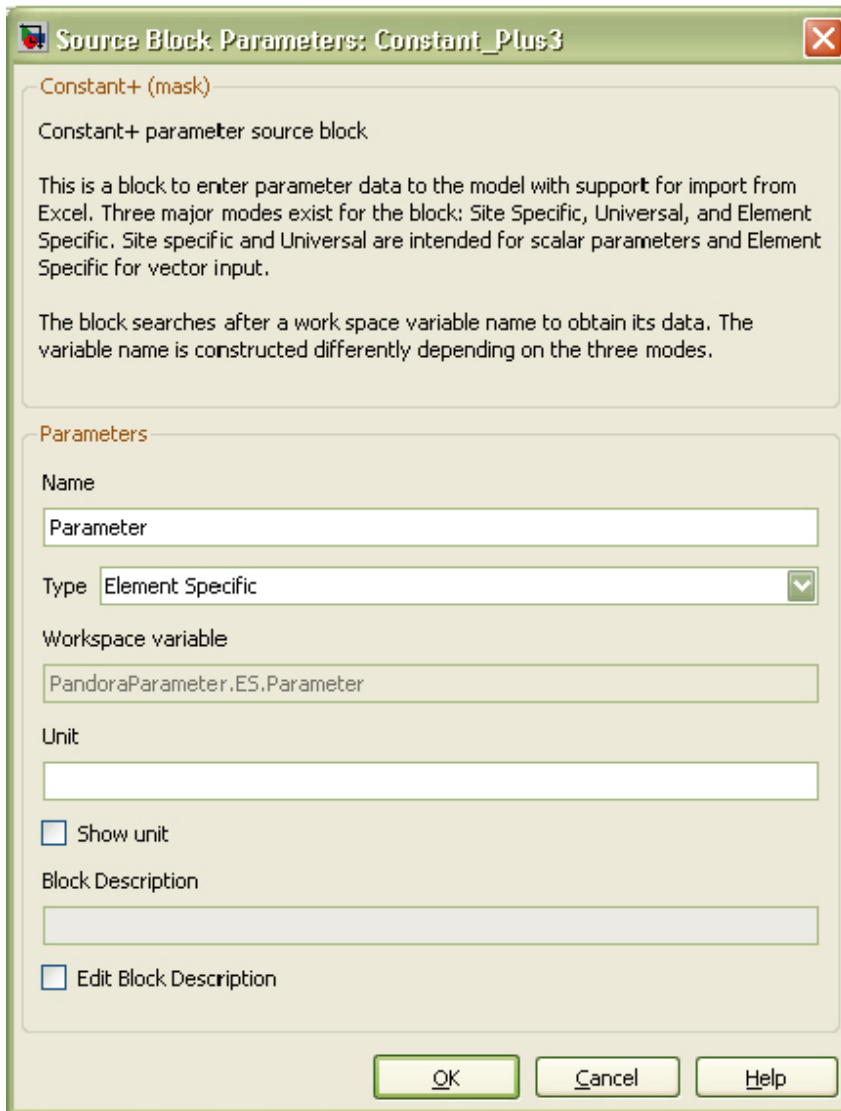 Source Block Parameters: Constant_Plus3
Constant+ (mask)
Constant+ parameter source block
This is a block to enter parameter data to the model with support for import from
Excel. Three major modes exist for the block: Site Specific, Universal, and Element
Specific. Site specific and Universal are intended for scalar parameters and Element
Specific for vector input.
The block searches after a work space variable name to obtain its data. The
variable name is constructed differently depending on the three modes.
Parameters
Name
Parameter
Type Element Specific
Workspace variable
PandoraParameter.ES.Parameter
Unit
Show unit
Block Description
Edit Block Description
OK Cancel Help